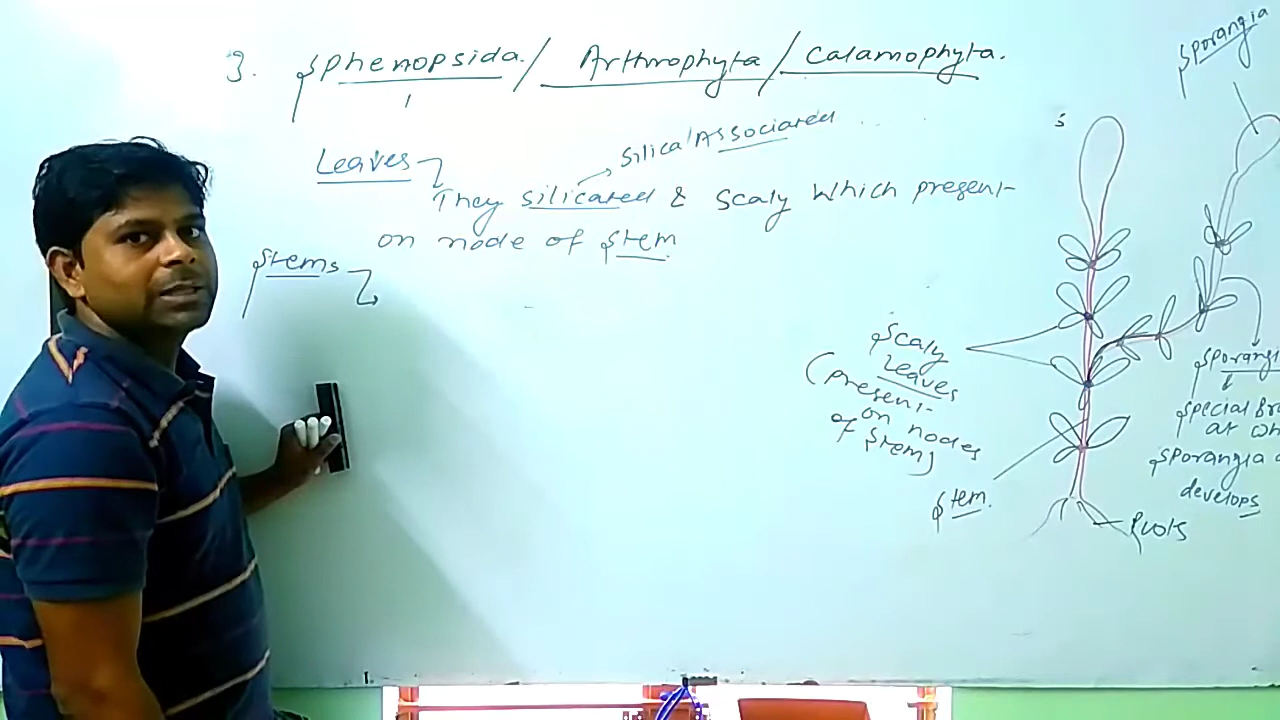 3. Sphenopsida / Arthrophyta / Calamophyta.
Leaves
Silica Associated
They silicated & scaly which present
on node of stem
Stems
Sporangia
S
Scaly
Leaves
(present
on nodes
of stem)
Stem.
Roots
Sporangi
Special Bra
at wh
Sporangia
develops